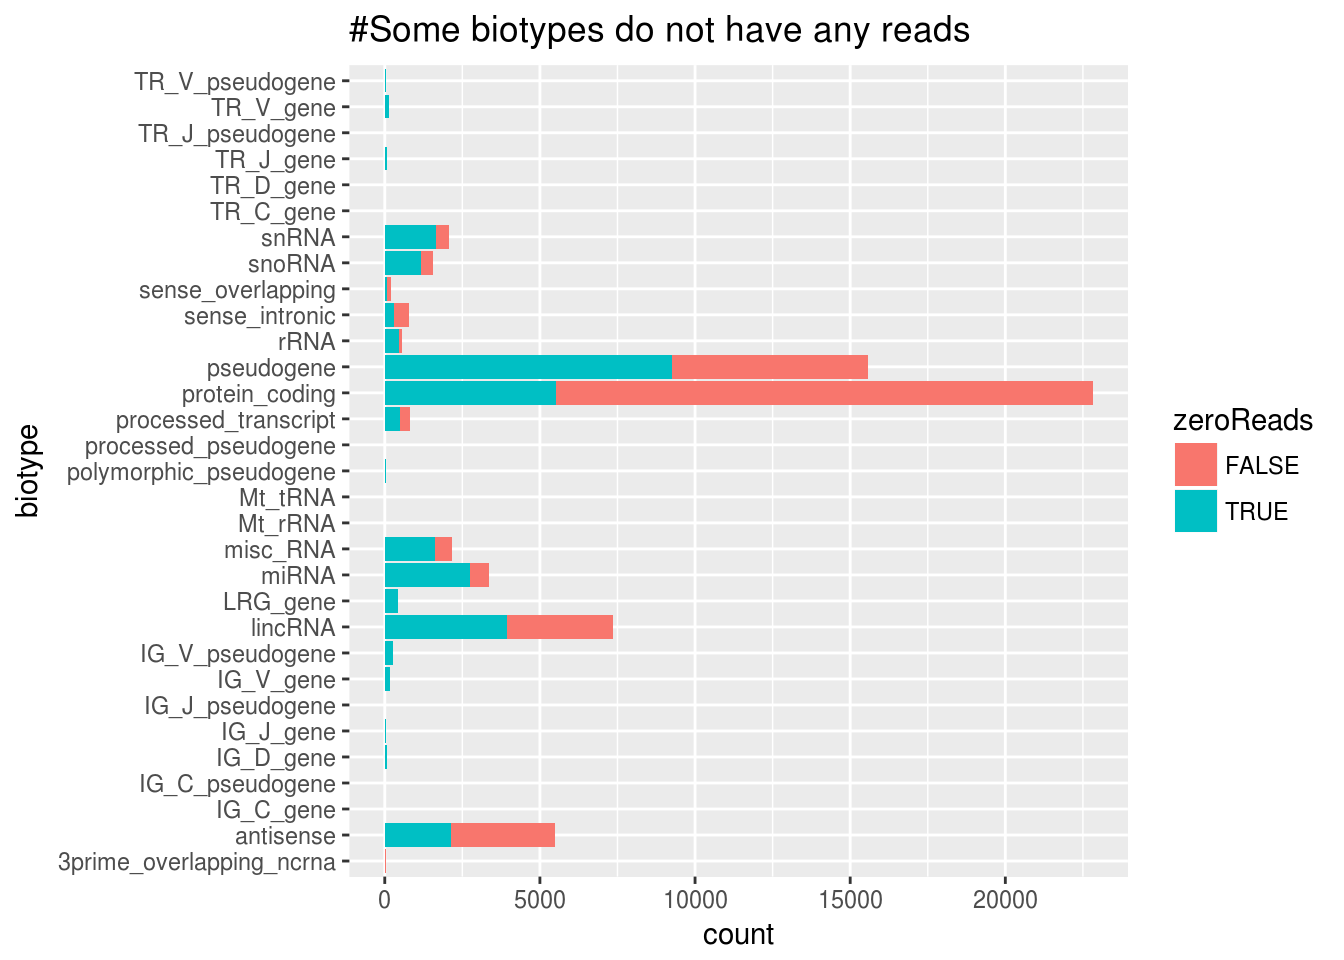 #Some biotypes do not have any reads
TR_V_pseudogene
TR_V_gene
TR_J_pseudogene
TR_J_gene
TR_D_gene
TR_C_gene
snRNA
snoRNA
sense_overlapping
sense_intronic
rRNA
pseudogene
protein_coding
processed_transcript
processed_pseudogene
polymorphic_pseudogene
Mt_tRNA
Mt_rRNA
misc_RNA
miRNA
LRG_gene
lincRNA
IG_V_pseudogene
IG_V_gene
IG_J_pseudogene
IG_J_gene
IG_D_gene
IG_C_pseudogene
IG_C_gene
antisense
3prime_overlapping_ncrna
biotype
0 5000 10000 15000 20000
count
zeroReads
FALSE
TRUE